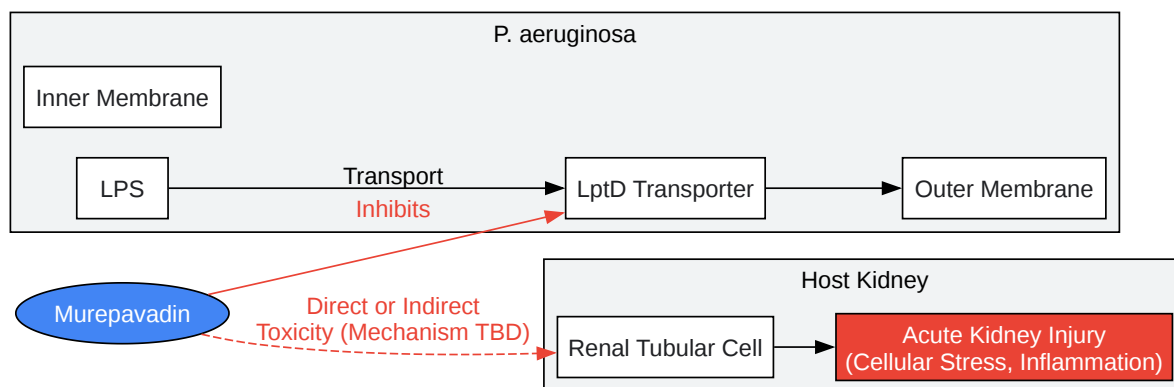 P. aeruginosa
Inner Membrane
LPS
Transport
LptD Transporter
Outer Membrane
Inhibits
Murepavadin
Direct or Indirect
Toxicity (Mechanism TBD)
Host Kidney
Renal Tubular Cell
Acute Kidney Injury
(Cellular Stress, Inflammation)